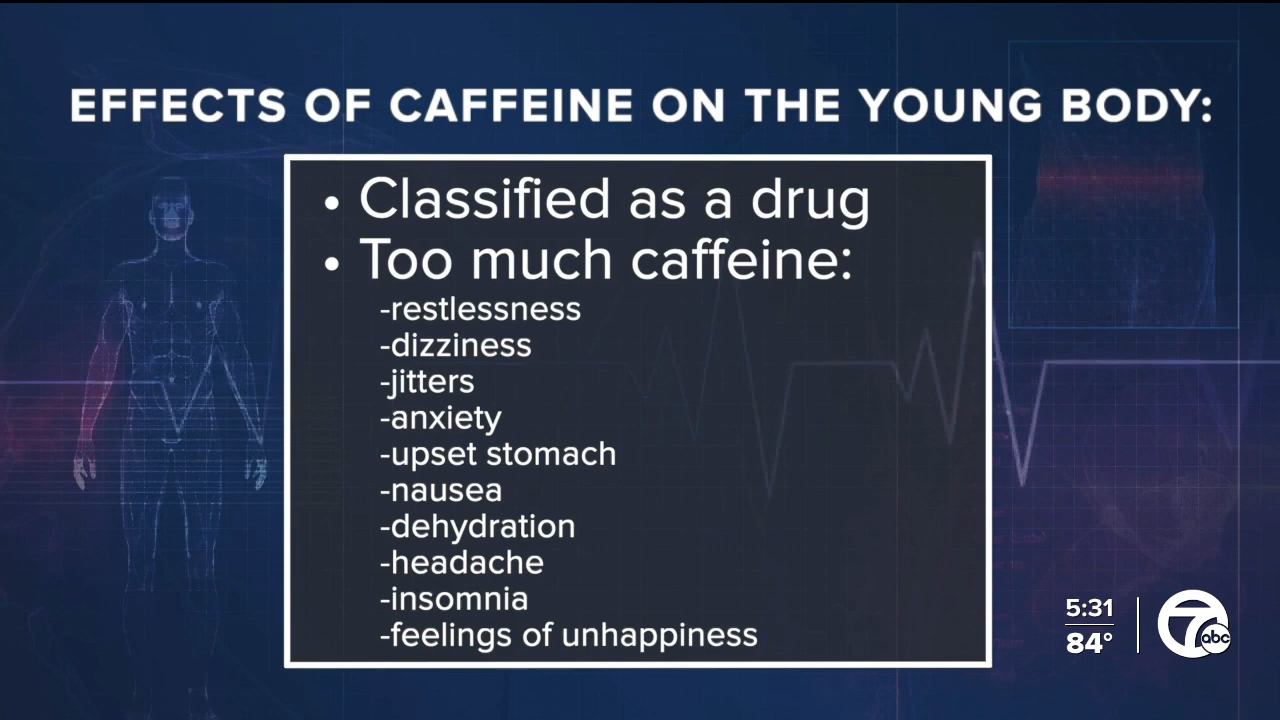 EFFECTS OF CAFFEINE ON THE YOUNG BODY:
• Classified as a drug
• Too much caffeine:
-restlessness
-dizziness
-jitters
-anxiety
-upset stomach
-nausea
-dehydration
-headache
-insomnia
-feelings of unhappiness
5:31
84°
7 abc